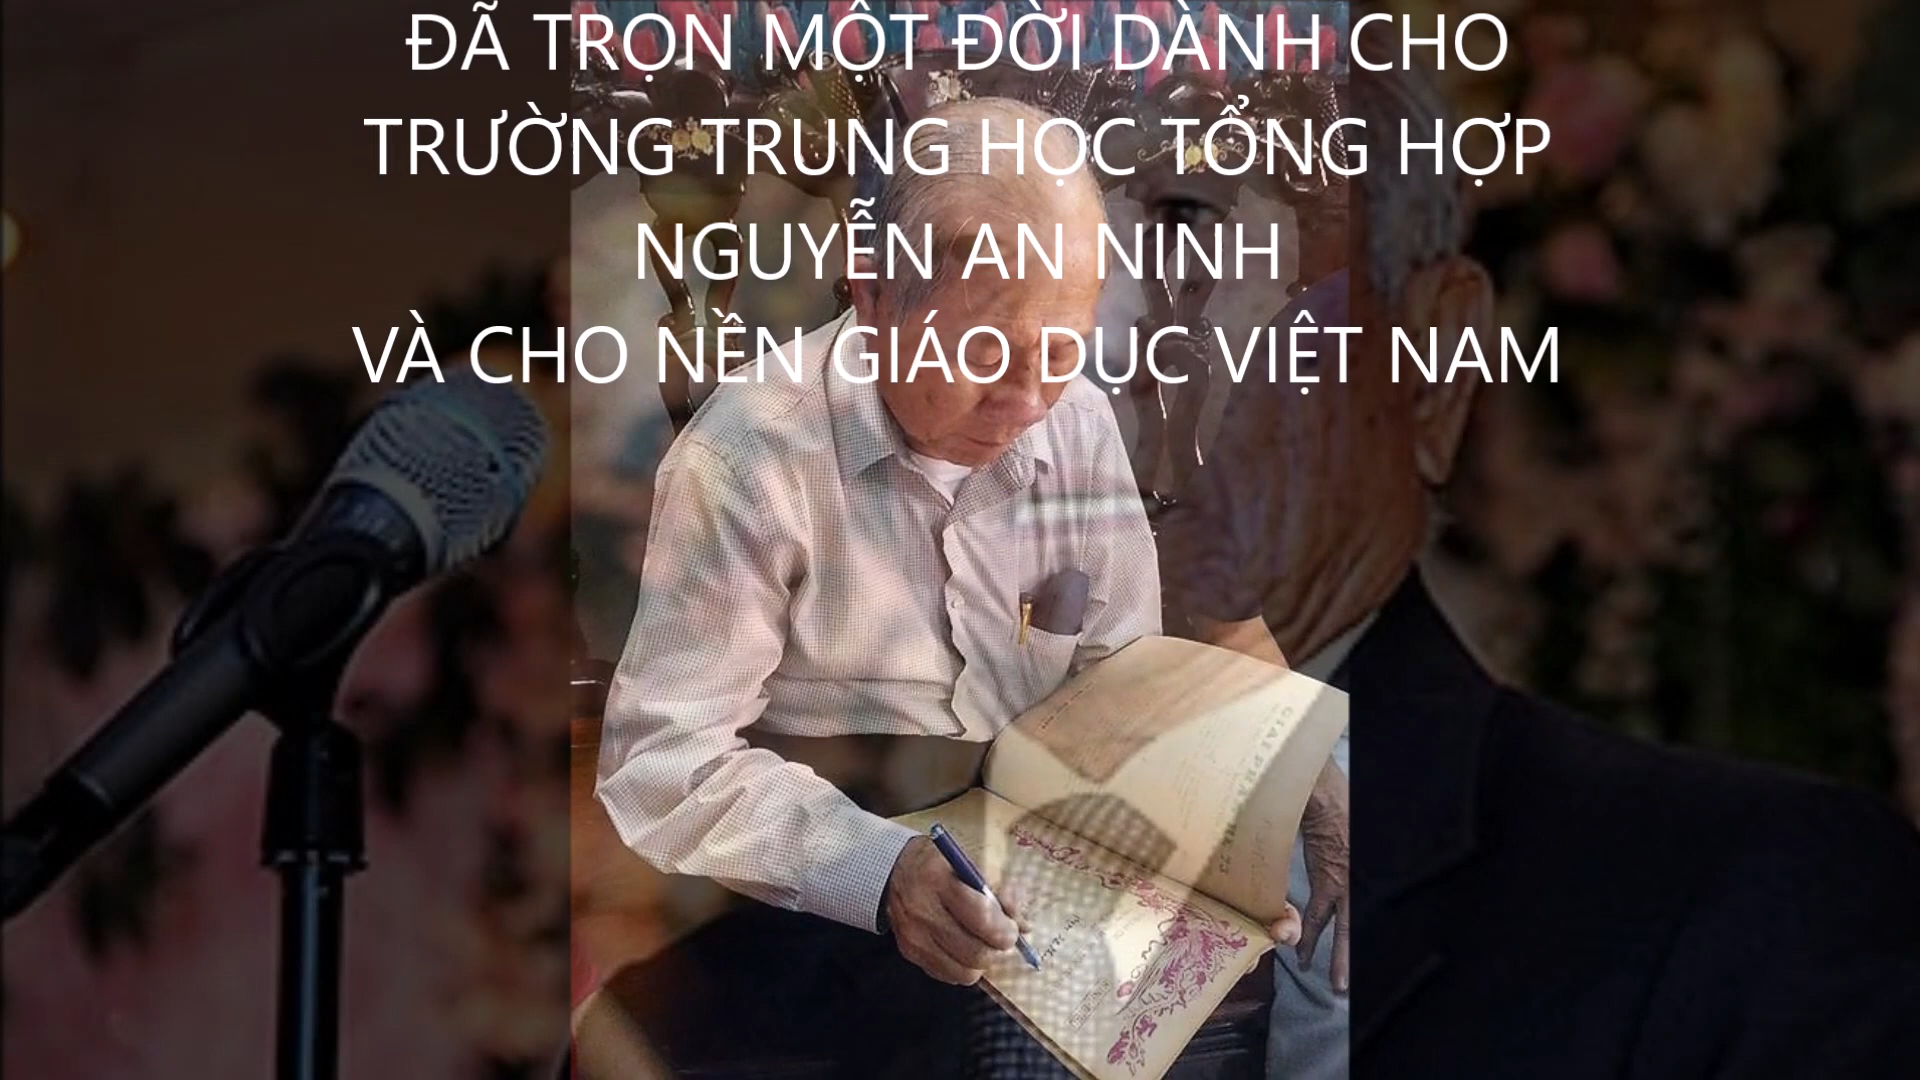 ĐÃ TRỌN MỘT ĐỜI DÀNH CHO
TRƯỜNG TRUNG HỌC TỔNG HỢP
NGUYỄN AN NINH
VÀ CHO NỀN GIÁO DỤC VIỆT NAM